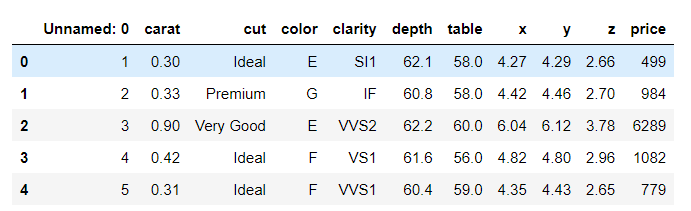 Unnamed: 0 carat cut color clarity depth table x y z price
0 1 0.30 Ideal E SI1 62.1 58.0 4.27 4.29 2.66 499
1 2 0.33 Premium G IF 60.8 58.0 4.42 4.46 2.70 984
2 3 0.90 Very Good E VVS2 62.2 60.0 6.04 6.12 3.78 6289
3 4 0.42 Ideal F VS1 61.6 56.0 4.82 4.80 2.96 1082
4 5 0.31 Ideal F VVS1 60.4 59.0 4.35 4.43 2.65 779